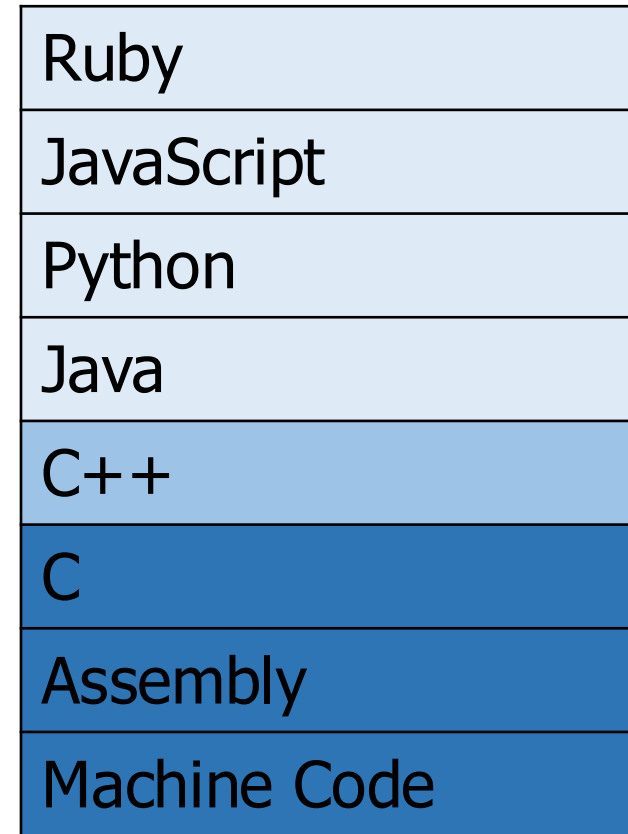 Ruby
JavaScript
Python
Java
C++
C
Assembly
Machine Code